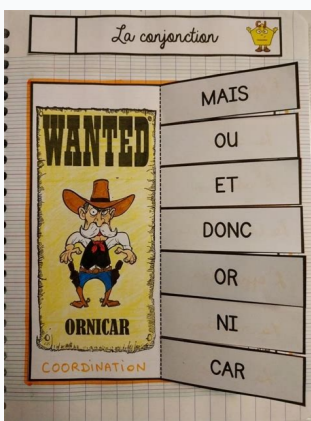 La conjonction
WANTED
ORNICAR
COORDINATION
MAIS
OU
ET
DONC
OR
NI
CAR